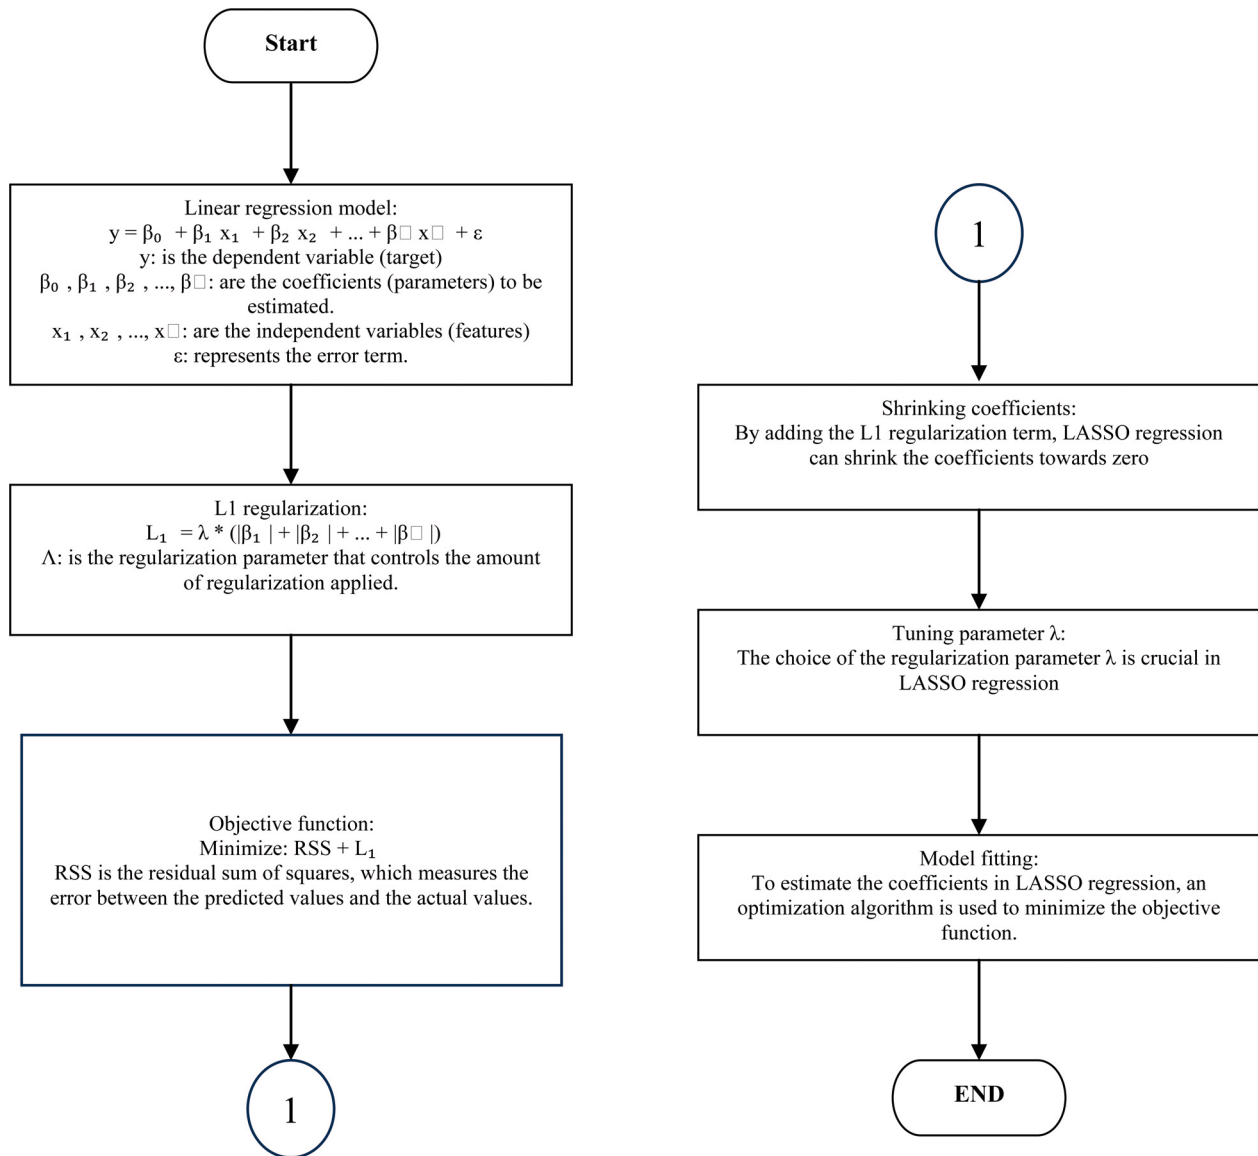 Start
Linear regression model:
y = β₀ + β₁ x₁ + β₂ x₂ + ... + β□ x□ + ε
y: is the dependent variable (target)
β₀ , β₁ , β₂ , ..., β□: are the coefficients (parameters) to be
estimated.
x₁ , x₂ , ..., x□: are the independent variables (features)
ε: represents the error term.
L1 regularization:
L₁ = λ * (|β₁ | + |β₂ | + ... + |β□ |)
Λ: is the regularization parameter that controls the amount
of regularization applied.
Objective function:
Minimize: RSS + L₁
RSS is the residual sum of squares, which measures the
error between the predicted values and the actual values.
1
1
Shrinking coefficients:
By adding the L1 regularization term, LASSO regression
can shrink the coefficients towards zero
Tuning parameter λ:
The choice of the regularization parameter λ is crucial in
LASSO regression
Model fitting:
To estimate the coefficients in LASSO regression, an
optimization algorithm is used to minimize the objective
function.
END